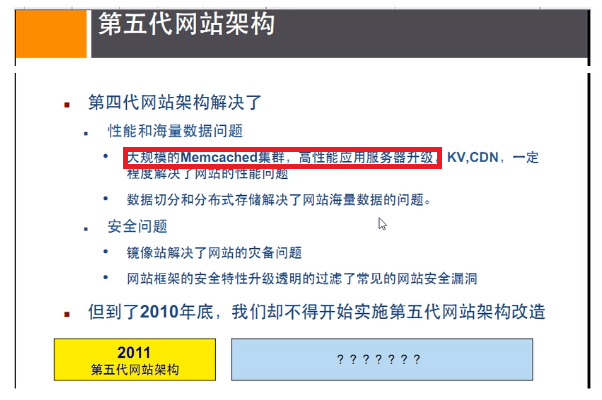 第五代网站架构
第四代网站架构解决了
性能和海量数据问题
大规模的Memcached集群，高性能应用服务器升级，KV,CDN，一定
程度解决了网站的性能问题
数据切分和分布式存储解决了网站海量数据的问题。
安全问题
镜像站解决了网站的灾备问题
网站框架的安全特性升级透明的过滤了常见的网站安全漏洞
但到了2010年底，我们却不得开始实施第五代网站架构改造
2011
第五代网站架构
？？？？？？？